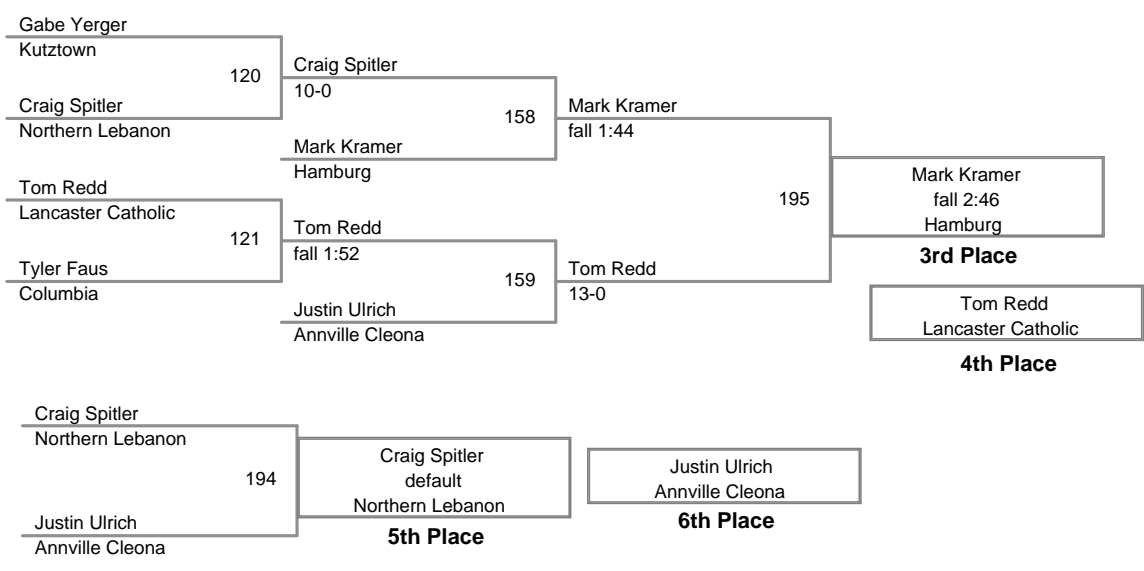 Gabe Yerger
Kutztown
120
Craig Spitler
Northern Lebanon
Craig Spitler
10-0
158
Mark Kramer
Hamburg
Mark Kramer
fall 1:44
Tom Redd
Lancaster Catholic
121
Tyler Faus
Columbia
Tom Redd
fall 1:52
159
Justin Ulrich
Annville Cleona
Tom Redd
13-0
195
Mark Kramer
fall 2:46
Hamburg
3rd Place
Tom Redd
Lancaster Catholic
4th Place
Craig Spitler
Northern Lebanon
194
Justin Ulrich
Annville Cleona
Craig Spitler
default
Northern Lebanon
5th Place
Justin Ulrich
Annville Cleona
6th Place